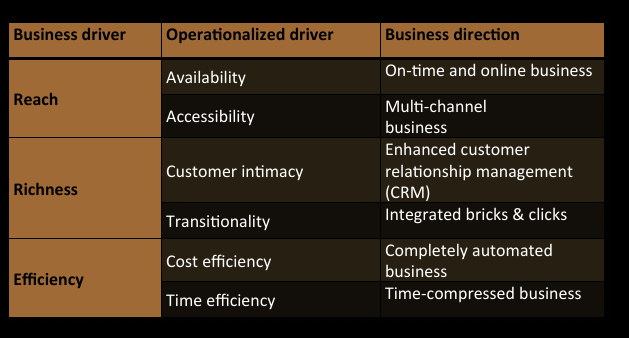 Business driver Operationalized driver Business direction
Reach
Availability
On-time and online business
Accessibility
Multi-channel
business
Richness
Customer intimacy
Enhanced customer
relationship management
(CRM)
Transitionality
Integrated bricks & clicks
Efficiency
Cost efficiency
Completely automated
business
Time efficiency
Time-compressed business